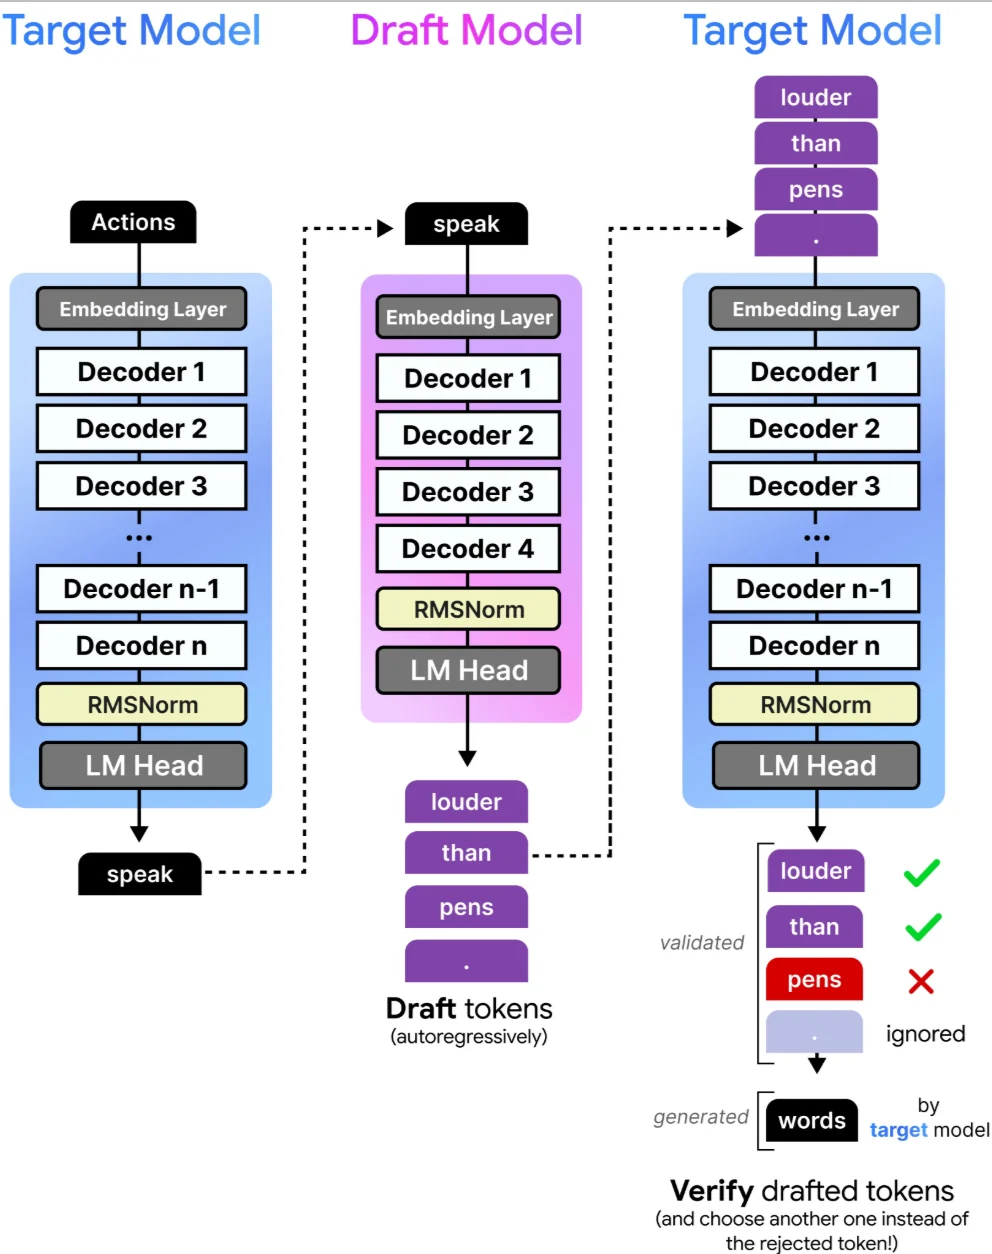 Target Model
Actions
Embedding Layer
Decoder 1
Decoder 2
Decoder 3
...
Decoder n-1
Decoder n
RMSNorm
LM Head
speak
Draft Model
speak
Embedding Layer
Decoder 1
Decoder 2
Decoder 3
Decoder 4
RMSNorm
LM Head
louder
than
pens
.
Draft tokens
(autoregressively)
Target Model
louder
than
pens
.
Embedding Layer
Decoder 1
Decoder 2
Decoder 3
...
Decoder n-1
Decoder n
RMSNorm
LM Head
validated
louder
than
pens
.
ignored
generated
words
by
target model
Verify drafted tokens
(and choose another one instead of
the rejected token!)